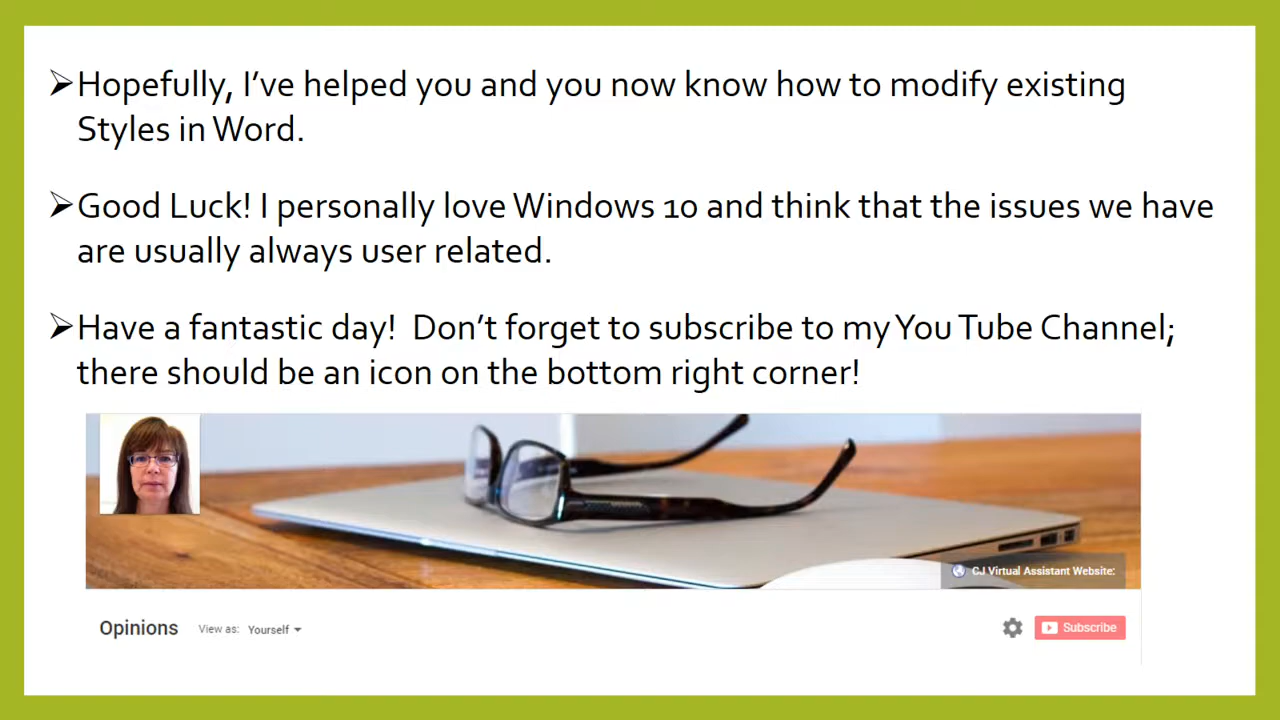 ➢Hopefully, I've helped you and you now know how to modify existing
Styles in Word.
➢Good Luck! I personally love Windows 10 and think that the issues we have
are usually always user related.
➢Have a fantastic day!  Don't forget to subscribe to my You Tube Channel;
there should be an icon on the bottom right corner!
CJ Virtual Assistant Website:
Opinions View as: Yourself Subscribe